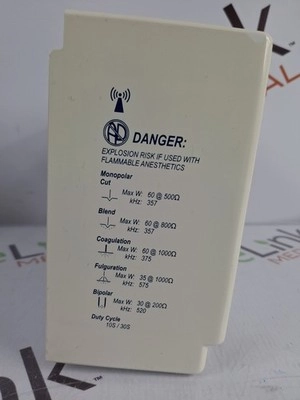 DANGER:
EXPLOSION RISK IF USED WITH
FLAMMABLE ANESTHETICS
Monopolar
Cut
Max W: 60 @ 500Ω
kHz: 357
Blend
Max W: 60 @ 800Ω
kHz: 357
Coagulation
Max W: 60 @ 1000Ω
kHz: 375
Fulguration
Max W: 35 @ 1000Ω
kHz: 575
Bipolar
Max W: 30 @ 200Ω
kHz: 520
Duty Cycle
10S / 30S